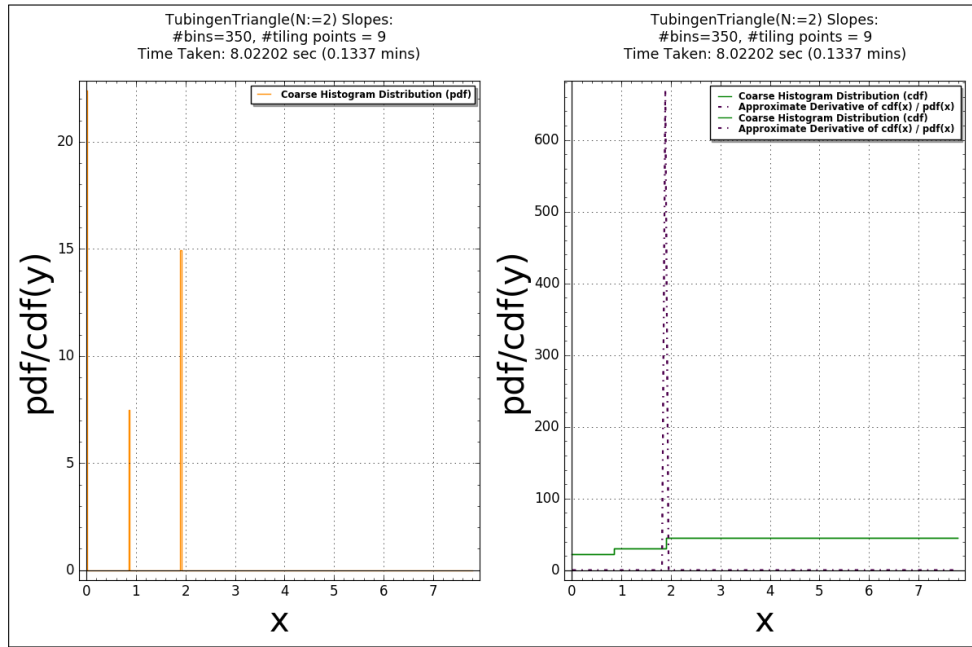 TubingenTriangle(N:=2) Slopes:
#bins=350, #tiling points = 9
Time Taken: 8.02202 sec (0.1337 mins)
Coarse Histogram Distribution (pdf)
20
15
10
5
0
pdf/cdf(y)
0 1 2 3 4 5 6 7
x
TubingenTriangle(N:=2) Slopes:
#bins=350, #tiling points = 9
Time Taken: 8.02202 sec (0.1337 mins)
Coarse Histogram Distribution (cdf)
Approximate Derivative of cdf(x) / pdf(x)
Coarse Histogram Distribution (cdf)
Approximate Derivative of cdf(x) / pdf(x)
600
500
400
300
200
100
0
pdf/cdf(y)
0 1 2 3 4 5 6 7
x